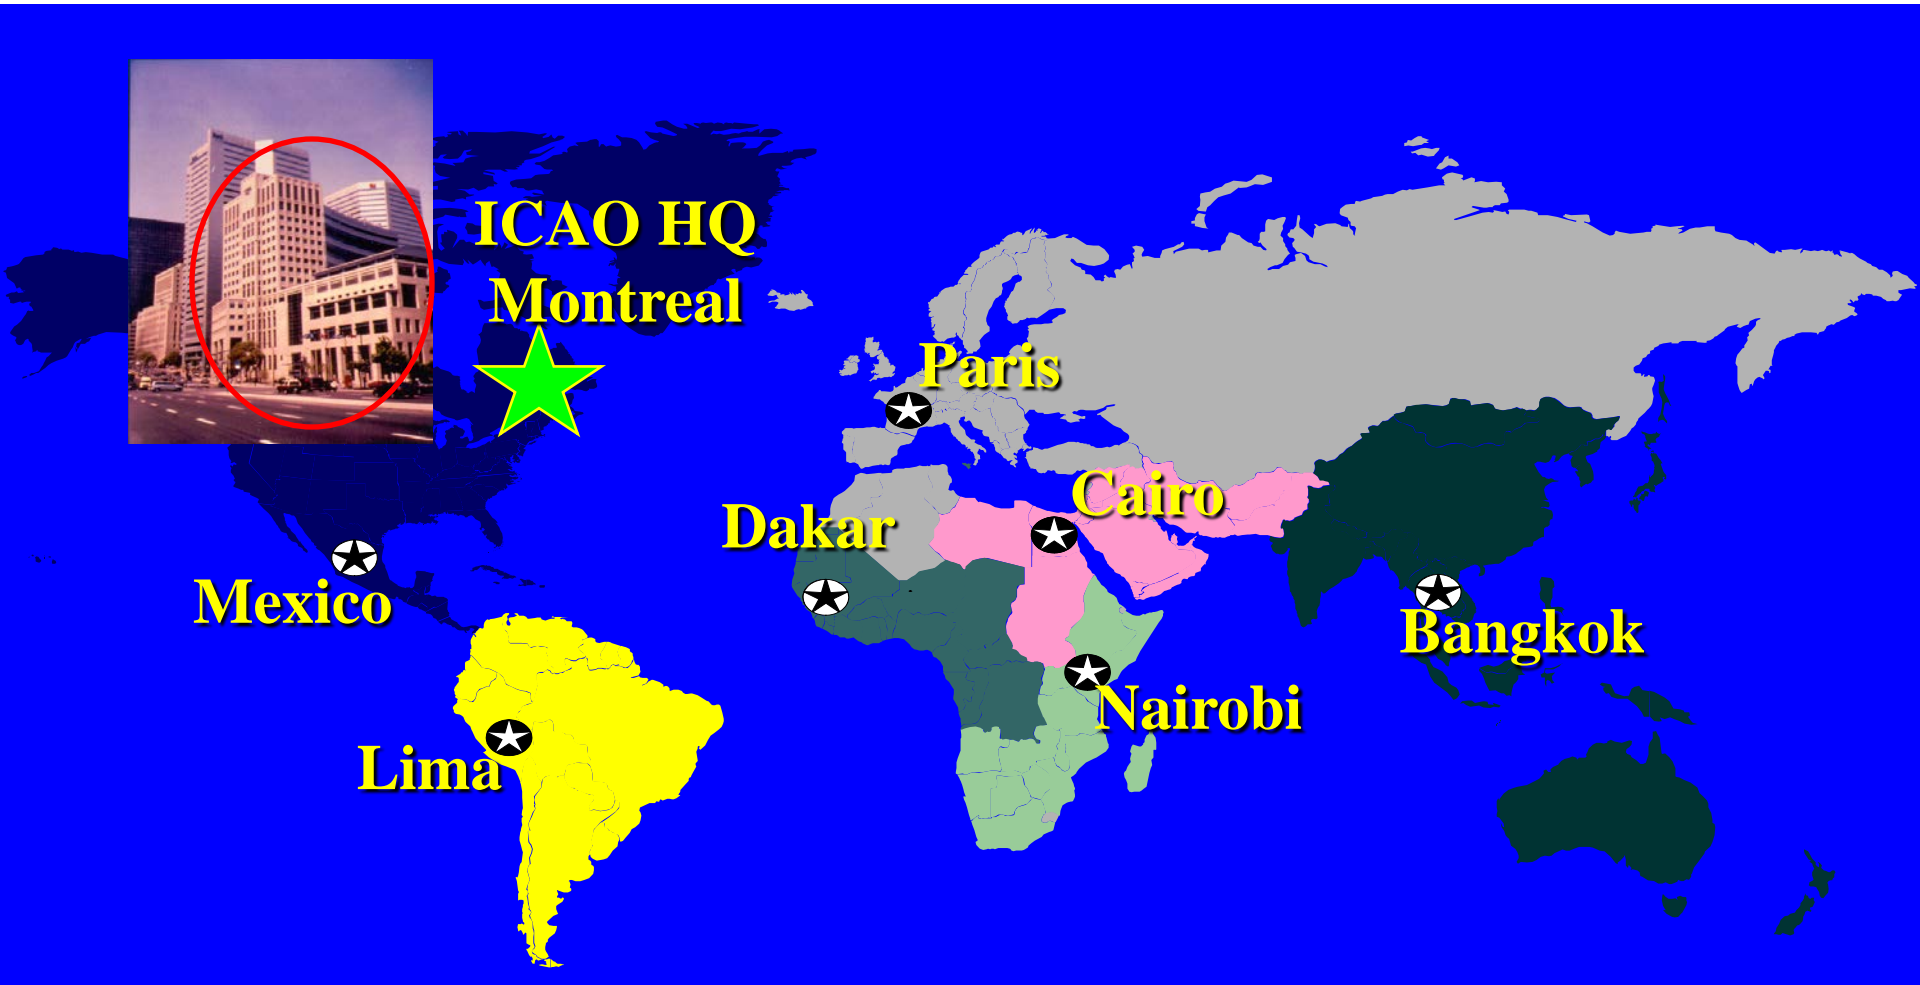 ICAO HQ
Montreal
Paris
Cairo
Dakar
Mexico
Bangkok
Nairobi
Lima